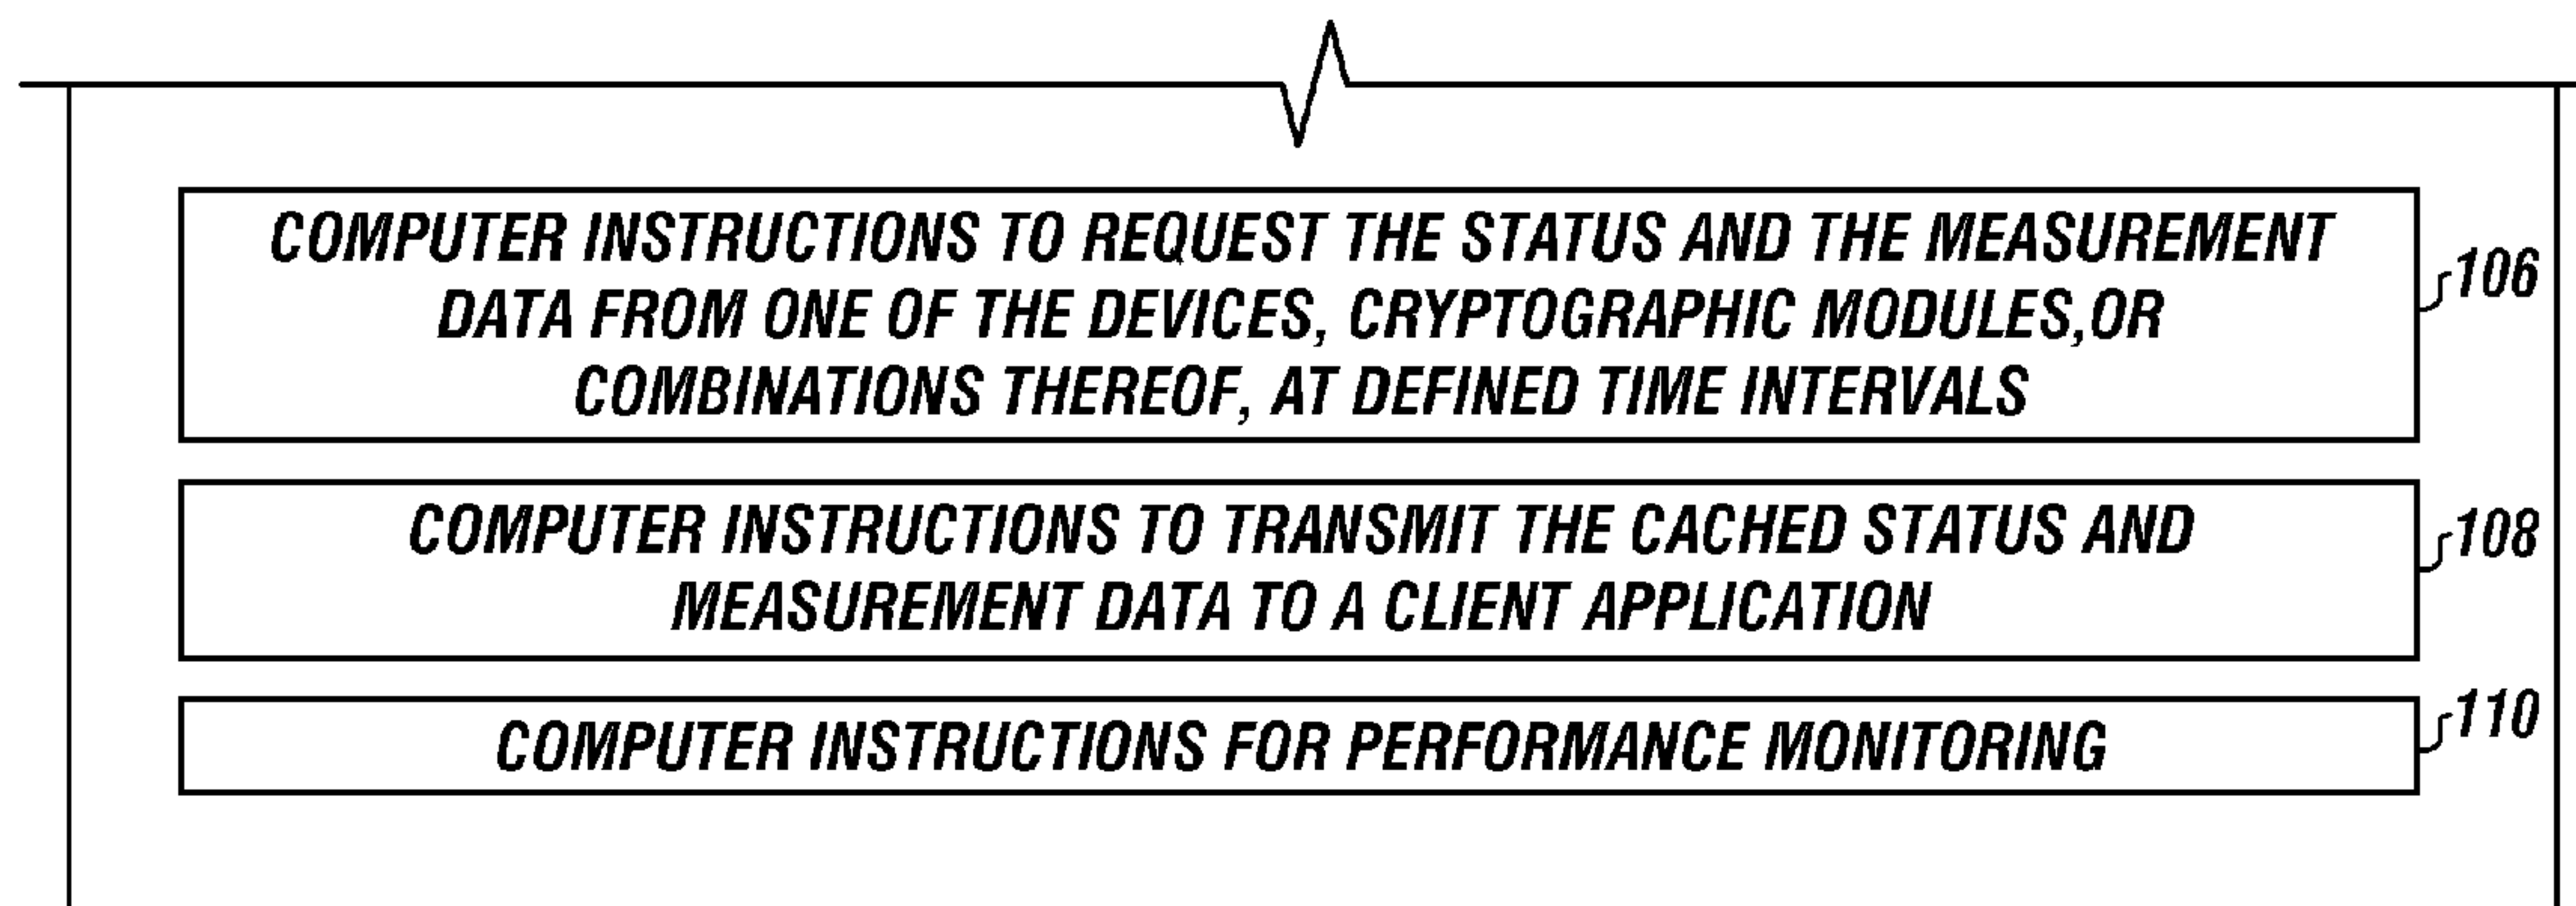 COMPUTER INSTRUCTIONS TO REQUEST THE STATUS AND THE MEASUREMENT
DATA FROM ONE OF THE DEVICES, CRYPTOGRAPHIC MODULES,OR
COMBINATIONS THEREOF, AT DEFINED TIME INTERVALS
106
COMPUTER INSTRUCTIONS TO TRANSMIT THE CACHED STATUS AND
MEASUREMENT DATA TO A CLIENT APPLICATION
108
COMPUTER INSTRUCTIONS FOR PERFORMANCE MONITORING
110